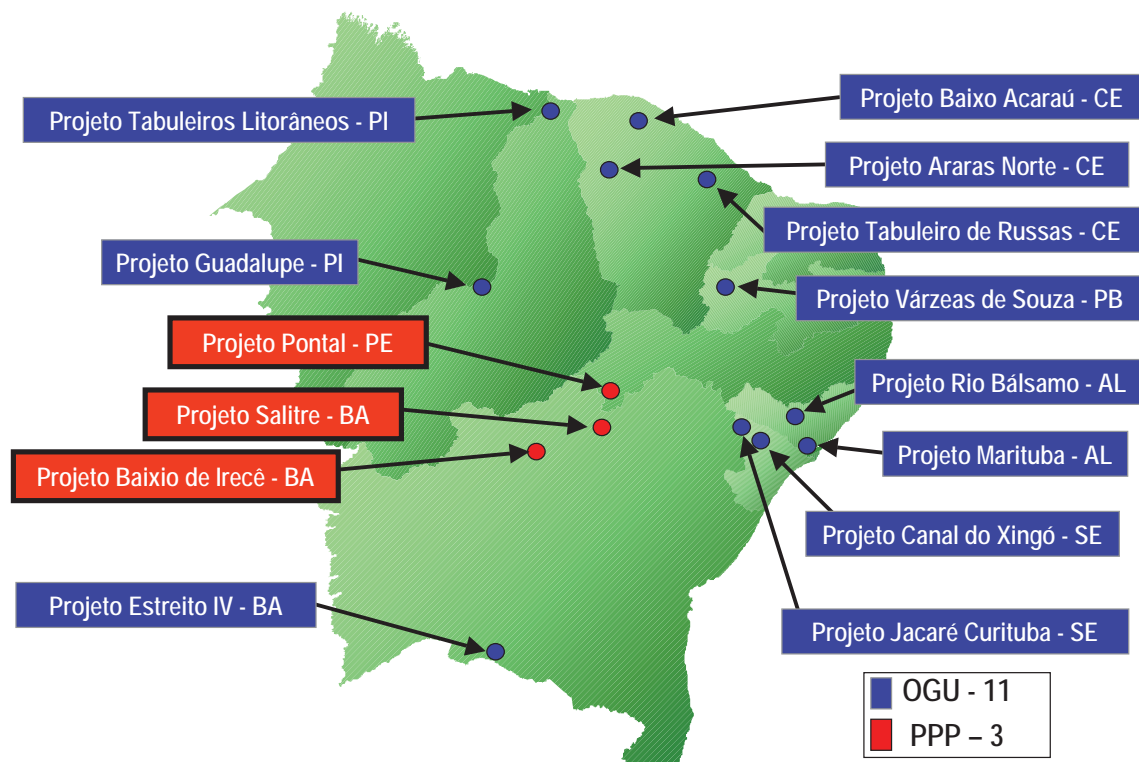 Projeto Tabuleiros Litorâneos - PI
Projeto Baixo Acaraú - CE
Projeto Araras Norte - CE
Projeto Tabuleiro de Russas - CE
Projeto Guadalupe - PI
Projeto Várzeas de Souza - PB
Projeto Pontal - PE
Projeto Rio Bálsamo - AL
Projeto Salitre - BA
Projeto Marituba - AL
Projeto Baixio de Irecê - BA
Projeto Canal do Xingó - SE
Projeto Estreito IV - BA
Projeto Jacaré Curituba - SE
OGU - 11
PPP – 3